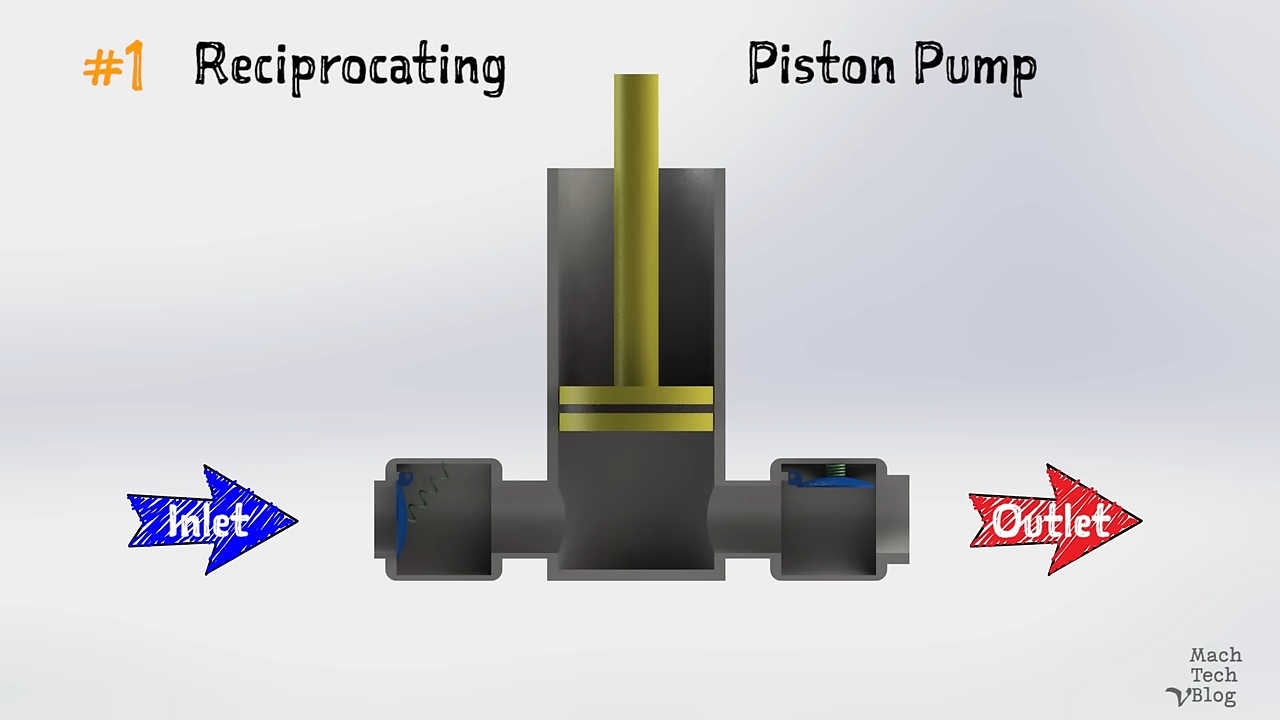 #1 Reciprocating Piston Pump
Inlet
Outlet
Mach
Tech
Blog